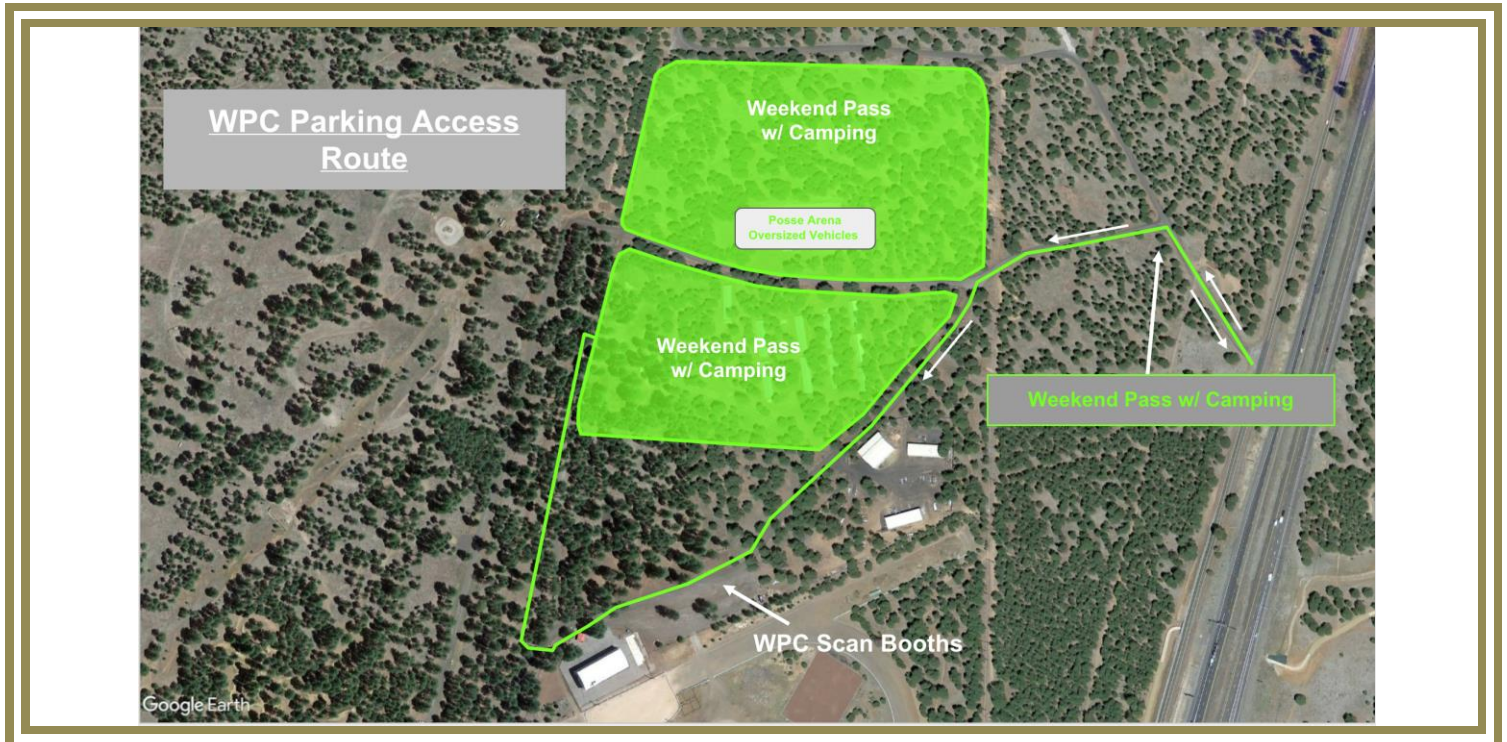 WPC Parking Access
Route
Weekend Pass
w/ Camping
Posse Arena
Oversized Vehicles
Weekend Pass
w/ Camping
Weekend Pass w/ Camping
WPC Scan Booths
Google Earth